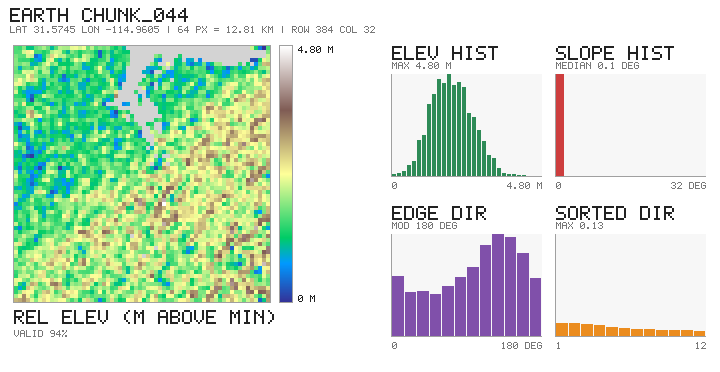 EARTH CHUNK_044
LAT 31.5745 LON -114.9605 | 64 PX = 12.81 KM | ROW 384 COL 32
4.80 M
0 M
REL ELEV (M ABOVE MIN)
VALID 94%
ELEV HIST
MAX 4.80 M
0 4.80 M
SLOPE HIST
MEDIAN 0.1 DEG
0 32 DEG
EDGE DIR
MOD 180 DEG
0 180 DEG
SORTED DIR
MAX 0.13
1 12